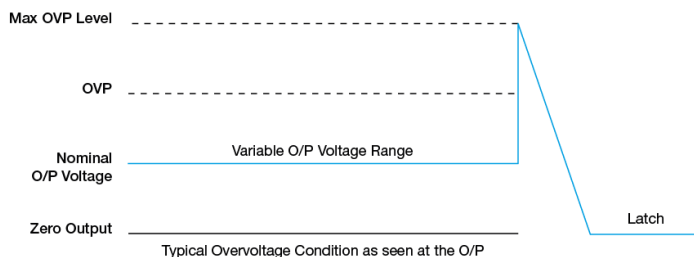 Max OVP Level
OVP
Variable O/P Voltage Range
Nominal
O/P Voltage
Zero Output
Latch
Typical Overvoltage Condition as seen at the O/P